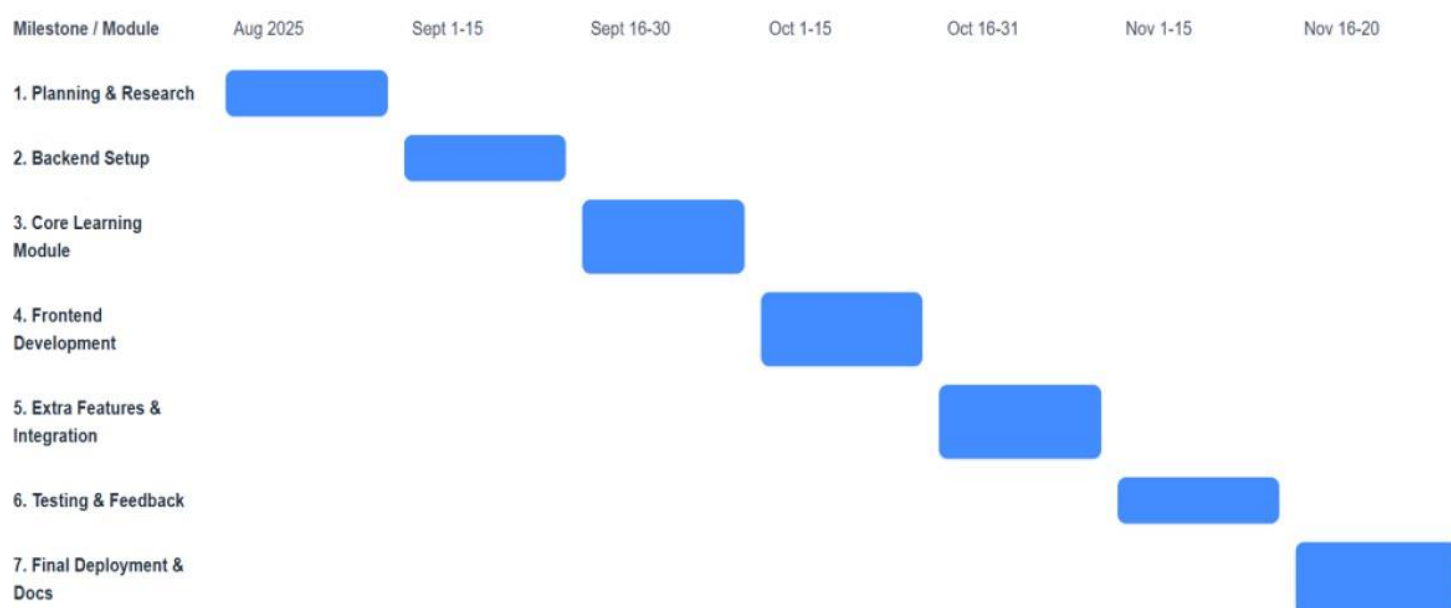 Milestone / Module Aug 2025 Sept 1-15 Sept 16-30 Oct 1-15 Oct 16-31 Nov 1-15 Nov 16-20
1. Planning & Research
2. Backend Setup
3. Core Learning
Module
4. Frontend
Development
5. Extra Features &
Integration
6. Testing & Feedback
7. Final Deployment &
Docs